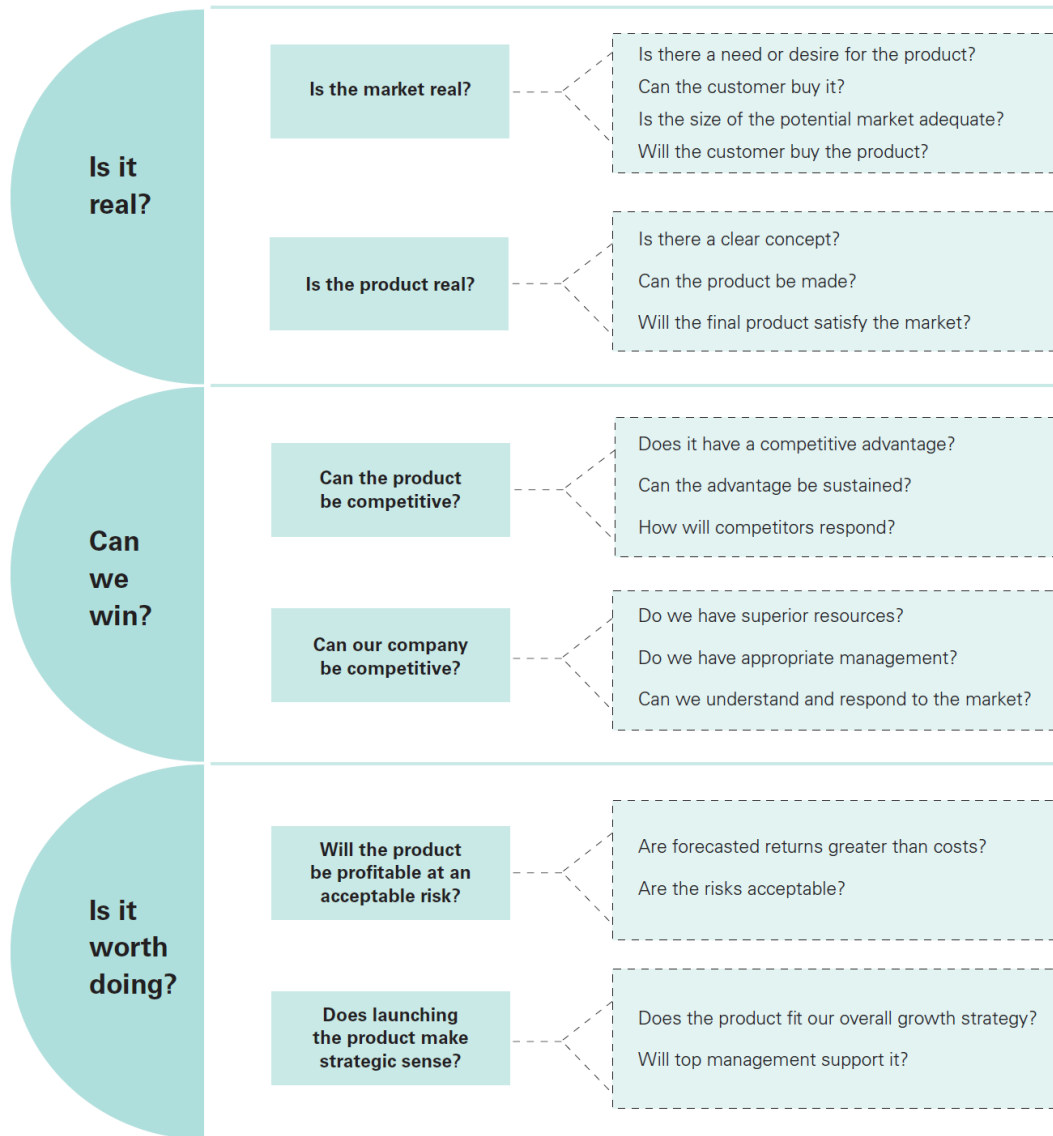 Is it
real?
Is the market real?
Is there a need or desire for the product?
Can the customer buy it?
Is the size of the potential market adequate?
Will the customer buy the product?
Is the product real?
Is there a clear concept?
Can the product be made?
Will the final product satisfy the market?
Can
we
win?
Can the product
be competitive?
Does it have a competitive advantage?
Can the advantage be sustained?
How will competitors respond?
Can our company
be competitive?
Do we have superior resources?
Do we have appropriate management?
Can we understand and respond to the market?
Is it
worth
doing?
Will the product
be profitable at an
acceptable risk?
Are forecasted returns greater than costs?
Are the risks acceptable?
Does launching
the product make
strategic sense?
Does the product fit our overall growth strategy?
Will top management support it?